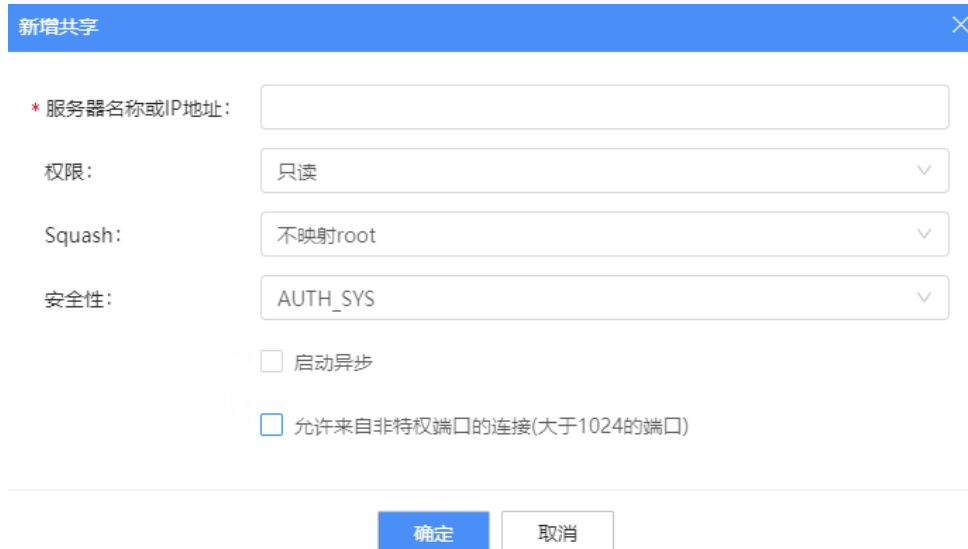 新增共享
* 服务器名称或IP地址:
权限: 只读
Squash: 不映射root
安全性: AUTH_SYS
启动异步
允许来自非特权端口的连接(大于1024的端口)
确定 取消